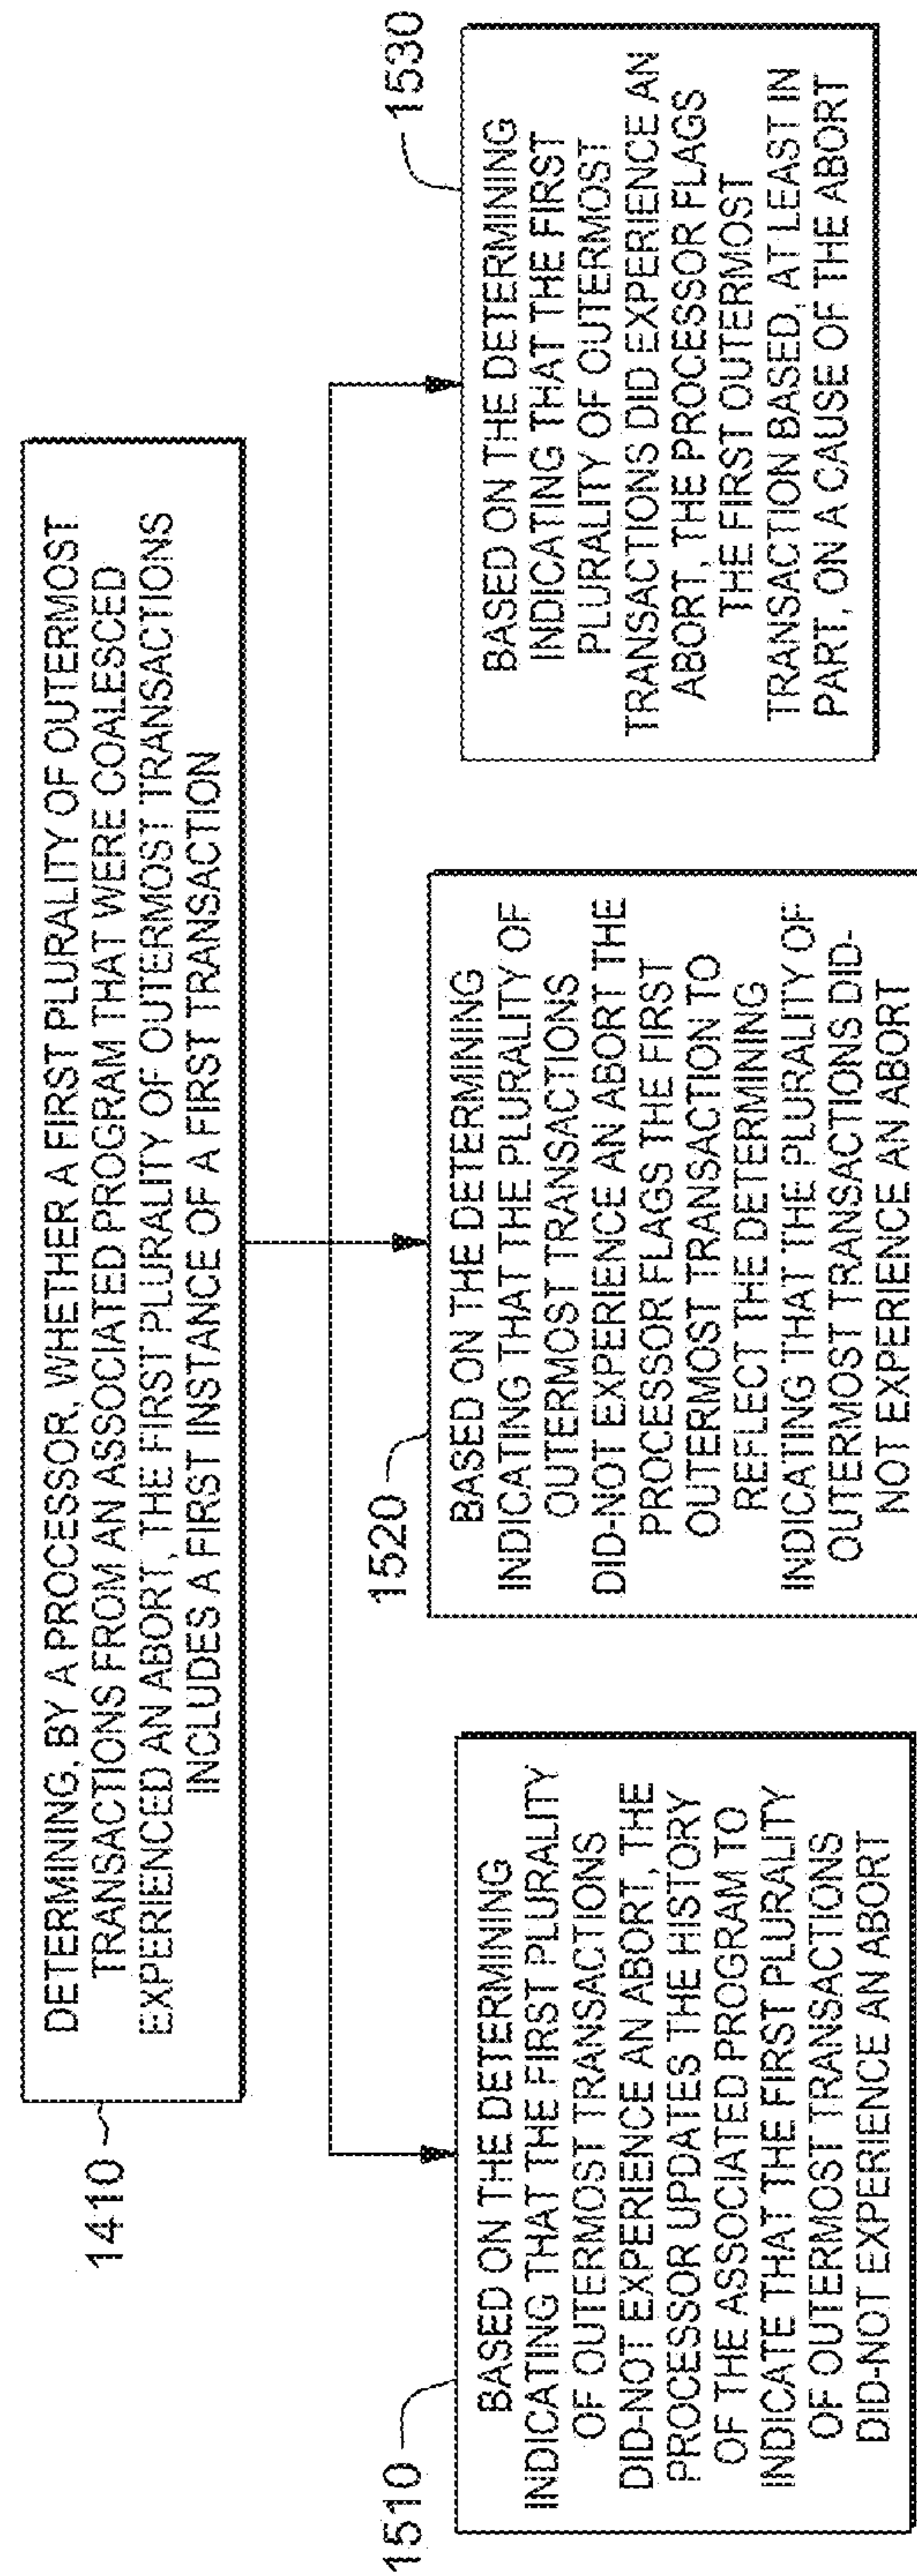 1410
DETERMINING, BY A PROCESSOR, WHETHER A FIRST PLURALITY OF OUTERMOST
TRANSACTIONS FROM AN ASSOCIATED PROGRAM THAT WERE COALESCED
EXPERIENCED AN ABORT, THE FIRST PLURALITY OF OUTERMOST TRANSACTIONS
INCLUDES A FIRST INSTANCE OF A FIRST TRANSACTION
1510
BASED ON THE DETERMINING
INDICATING THAT THE FIRST PLURALITY
OF OUTERMOST TRANSACTIONS
DID-NOT EXPERIENCE AN ABORT, THE
PROCESSOR UPDATES THE HISTORY
OF THE ASSOCIATED PROGRAM TO
INDICATE THAT THE FIRST PLURALITY
OF OUTERMOST TRANSACTIONS
DID-NOT EXPERIENCE AN ABORT
1520
BASED ON THE DETERMINING
INDICATING THAT THE PLURALITY OF
OUTERMOST TRANSACTIONS
DID-NOT EXPERIENCE AN ABORT THE
PROCESSOR FLAGS THE FIRST
OUTERMOST TRANSACTION TO
REFLECT THE DETERMINING
INDICATING THAT THE PLURALITY OF
OUTERMOST TRANSACTIONS DID-
NOT EXPERIENCE AN ABORT
1530
BASED ON THE DETERMINING
INDICATING THAT THE FIRST
PLURALITY OF OUTERMOST
TRANSACTIONS DID EXPERIENCE AN
ABORT, THE PROCESSOR FLAGS
THE FIRST OUTERMOST
TRANSACTION BASED, AT LEAST IN
PART, ON A CAUSE OF THE ABORT